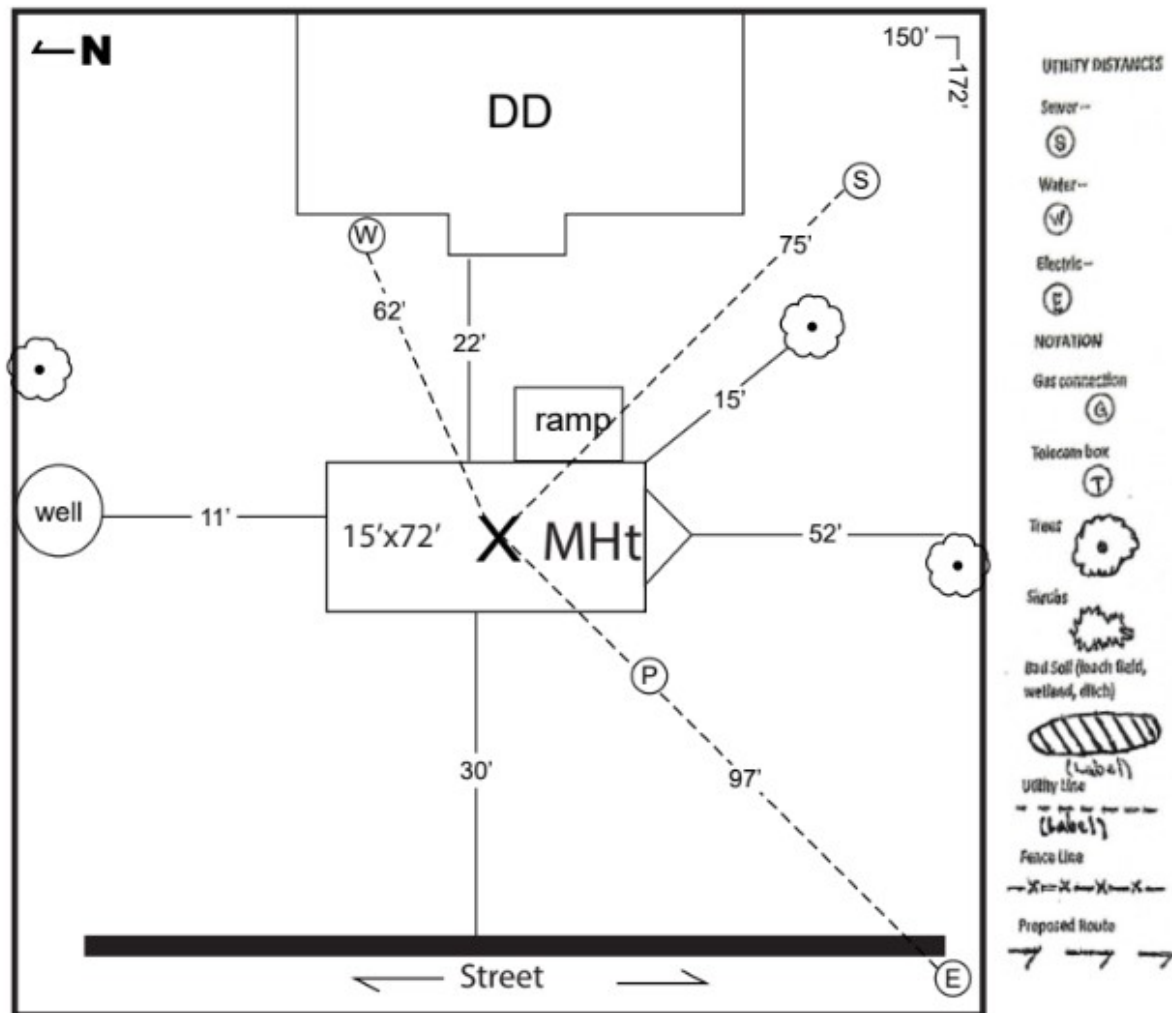 N
150'
172'
DD
S
W
75'
62'
22'
15'
ramp
well
11'
15'x72'
X
MHt
52'
P
30'
97'
Street
E
UTILITY DISTANCES
Sewer--
S
Water--
W
Electric--
E
NOTATION
Gas connection
G
Telecom box
T
Trees
Shrubs
Bad Soil (leach field,
wetland, ditch)
(Label)
Utility Line
(Label)
Fence Line
Proposed Route